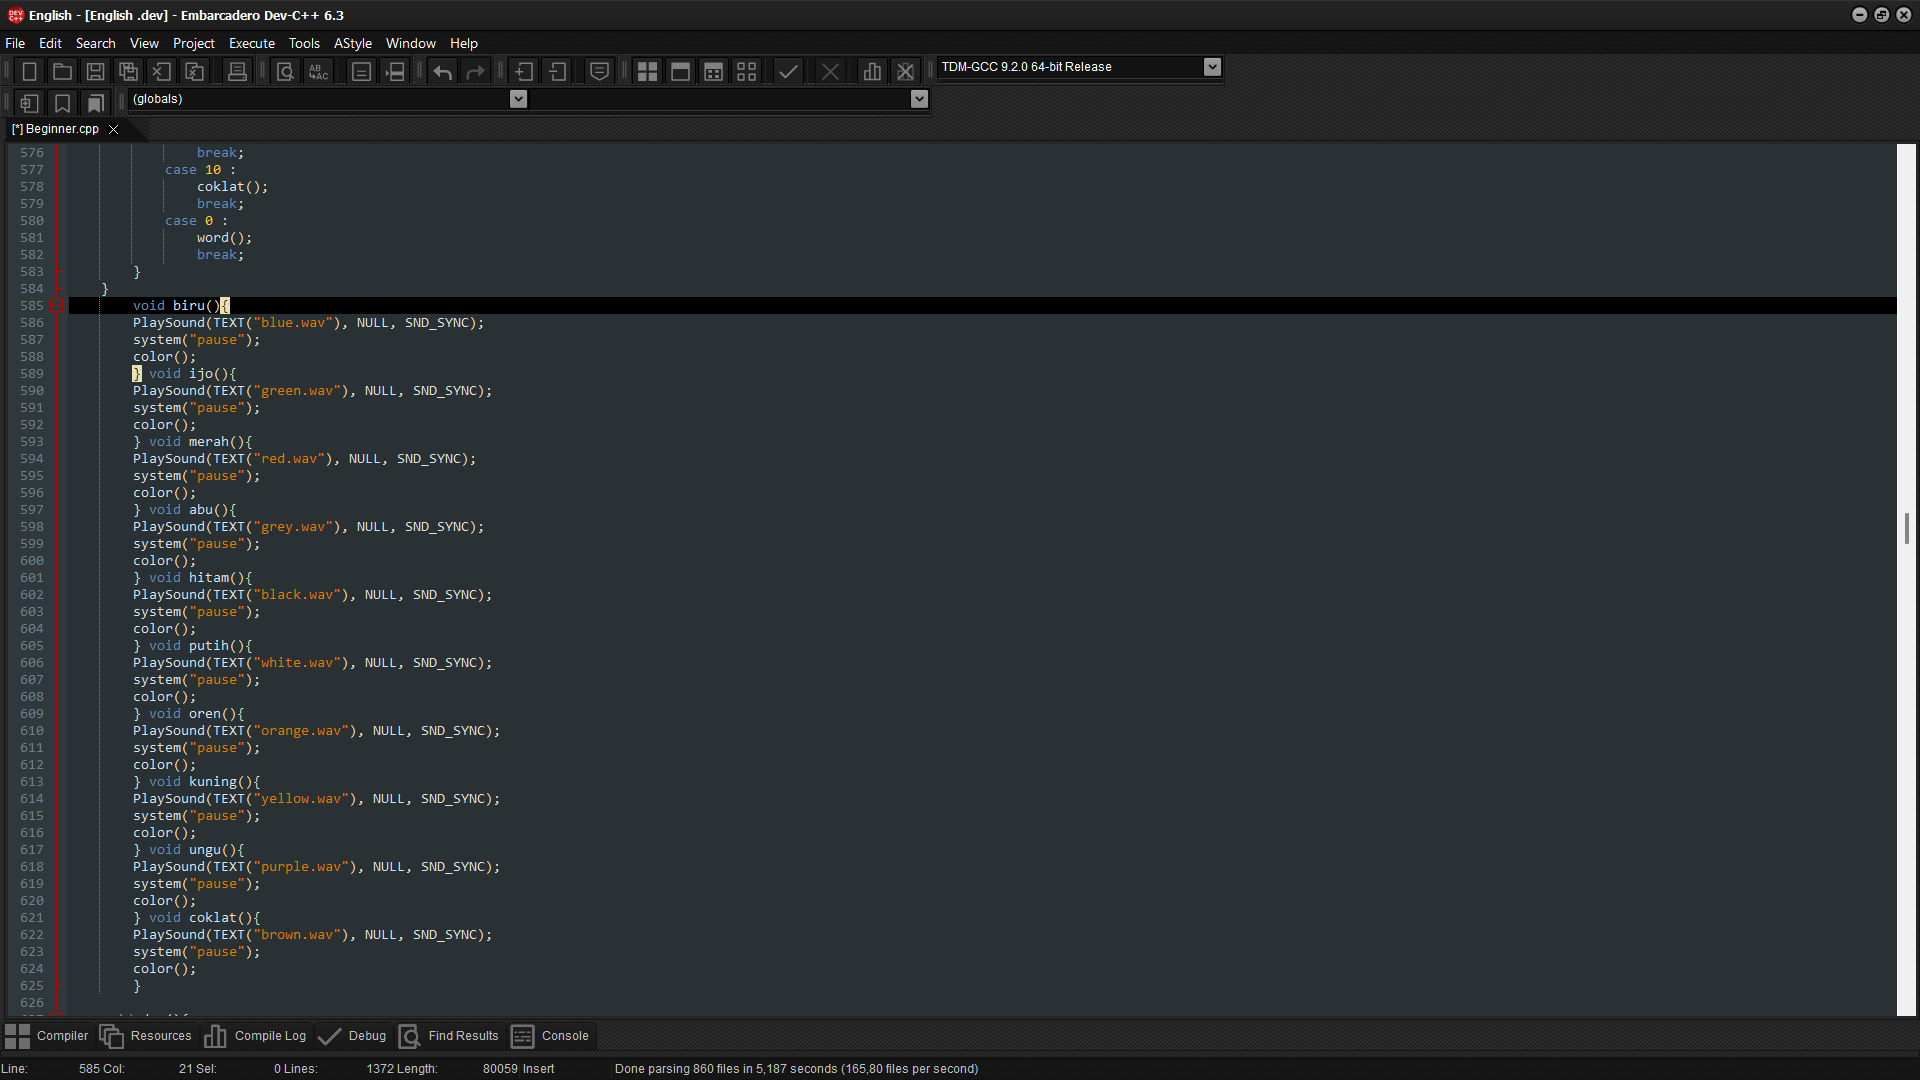 English - [English .dev] - Embarcadero Dev-C++ 6.3
File Edit Search View Project Execute Tools AStyle Window Help
TDM-GCC 9.2.0 64-bit Release
(globals)
[*] Beginner.cpp
576 break;
577 case 10 :
578 coklat();
579 break;
580 case 0 :
581 word();
582 break;
583 }
584 }
585 void biru(){
586 PlaySound(TEXT("blue.wav"), NULL, SND_SYNC);
587 system("pause");
588 color();
589 } void ijo(){
590 PlaySound(TEXT("green.wav"), NULL, SND_SYNC);
591 system("pause");
592 color();
593 } void merah(){
594 PlaySound(TEXT("red.wav"), NULL, SND_SYNC);
595 system("pause");
596 color();
597 } void abu(){
598 PlaySound(TEXT("grey.wav"), NULL, SND_SYNC);
599 system("pause");
600 color();
601 } void hitam(){
602 PlaySound(TEXT("black.wav"), NULL, SND_SYNC);
603 system("pause");
604 color();
605 } void putih(){
606 PlaySound(TEXT("white.wav"), NULL, SND_SYNC);
607 system("pause");
608 color();
609 } void oren(){
610 PlaySound(TEXT("orange.wav"), NULL, SND_SYNC);
611 system("pause");
612 color();
613 } void kuning(){
614 PlaySound(TEXT("yellow.wav"), NULL, SND_SYNC);
615 system("pause");
616 color();
617 } void ungu(){
618 PlaySound(TEXT("purple.wav"), NULL, SND_SYNC);
619 system("pause");
620 color();
621 } void coklat(){
622 PlaySound(TEXT("brown.wav"), NULL, SND_SYNC);
623 system("pause");
624 color();
625 }
626
Compiler Resources Compile Log Debug Find Results Console
Line: 585 Col: 21 Sel: 0 Lines: 1372 Length: 80059 Insert Done parsing 860 files in 5,187 seconds (165,80 files per second)